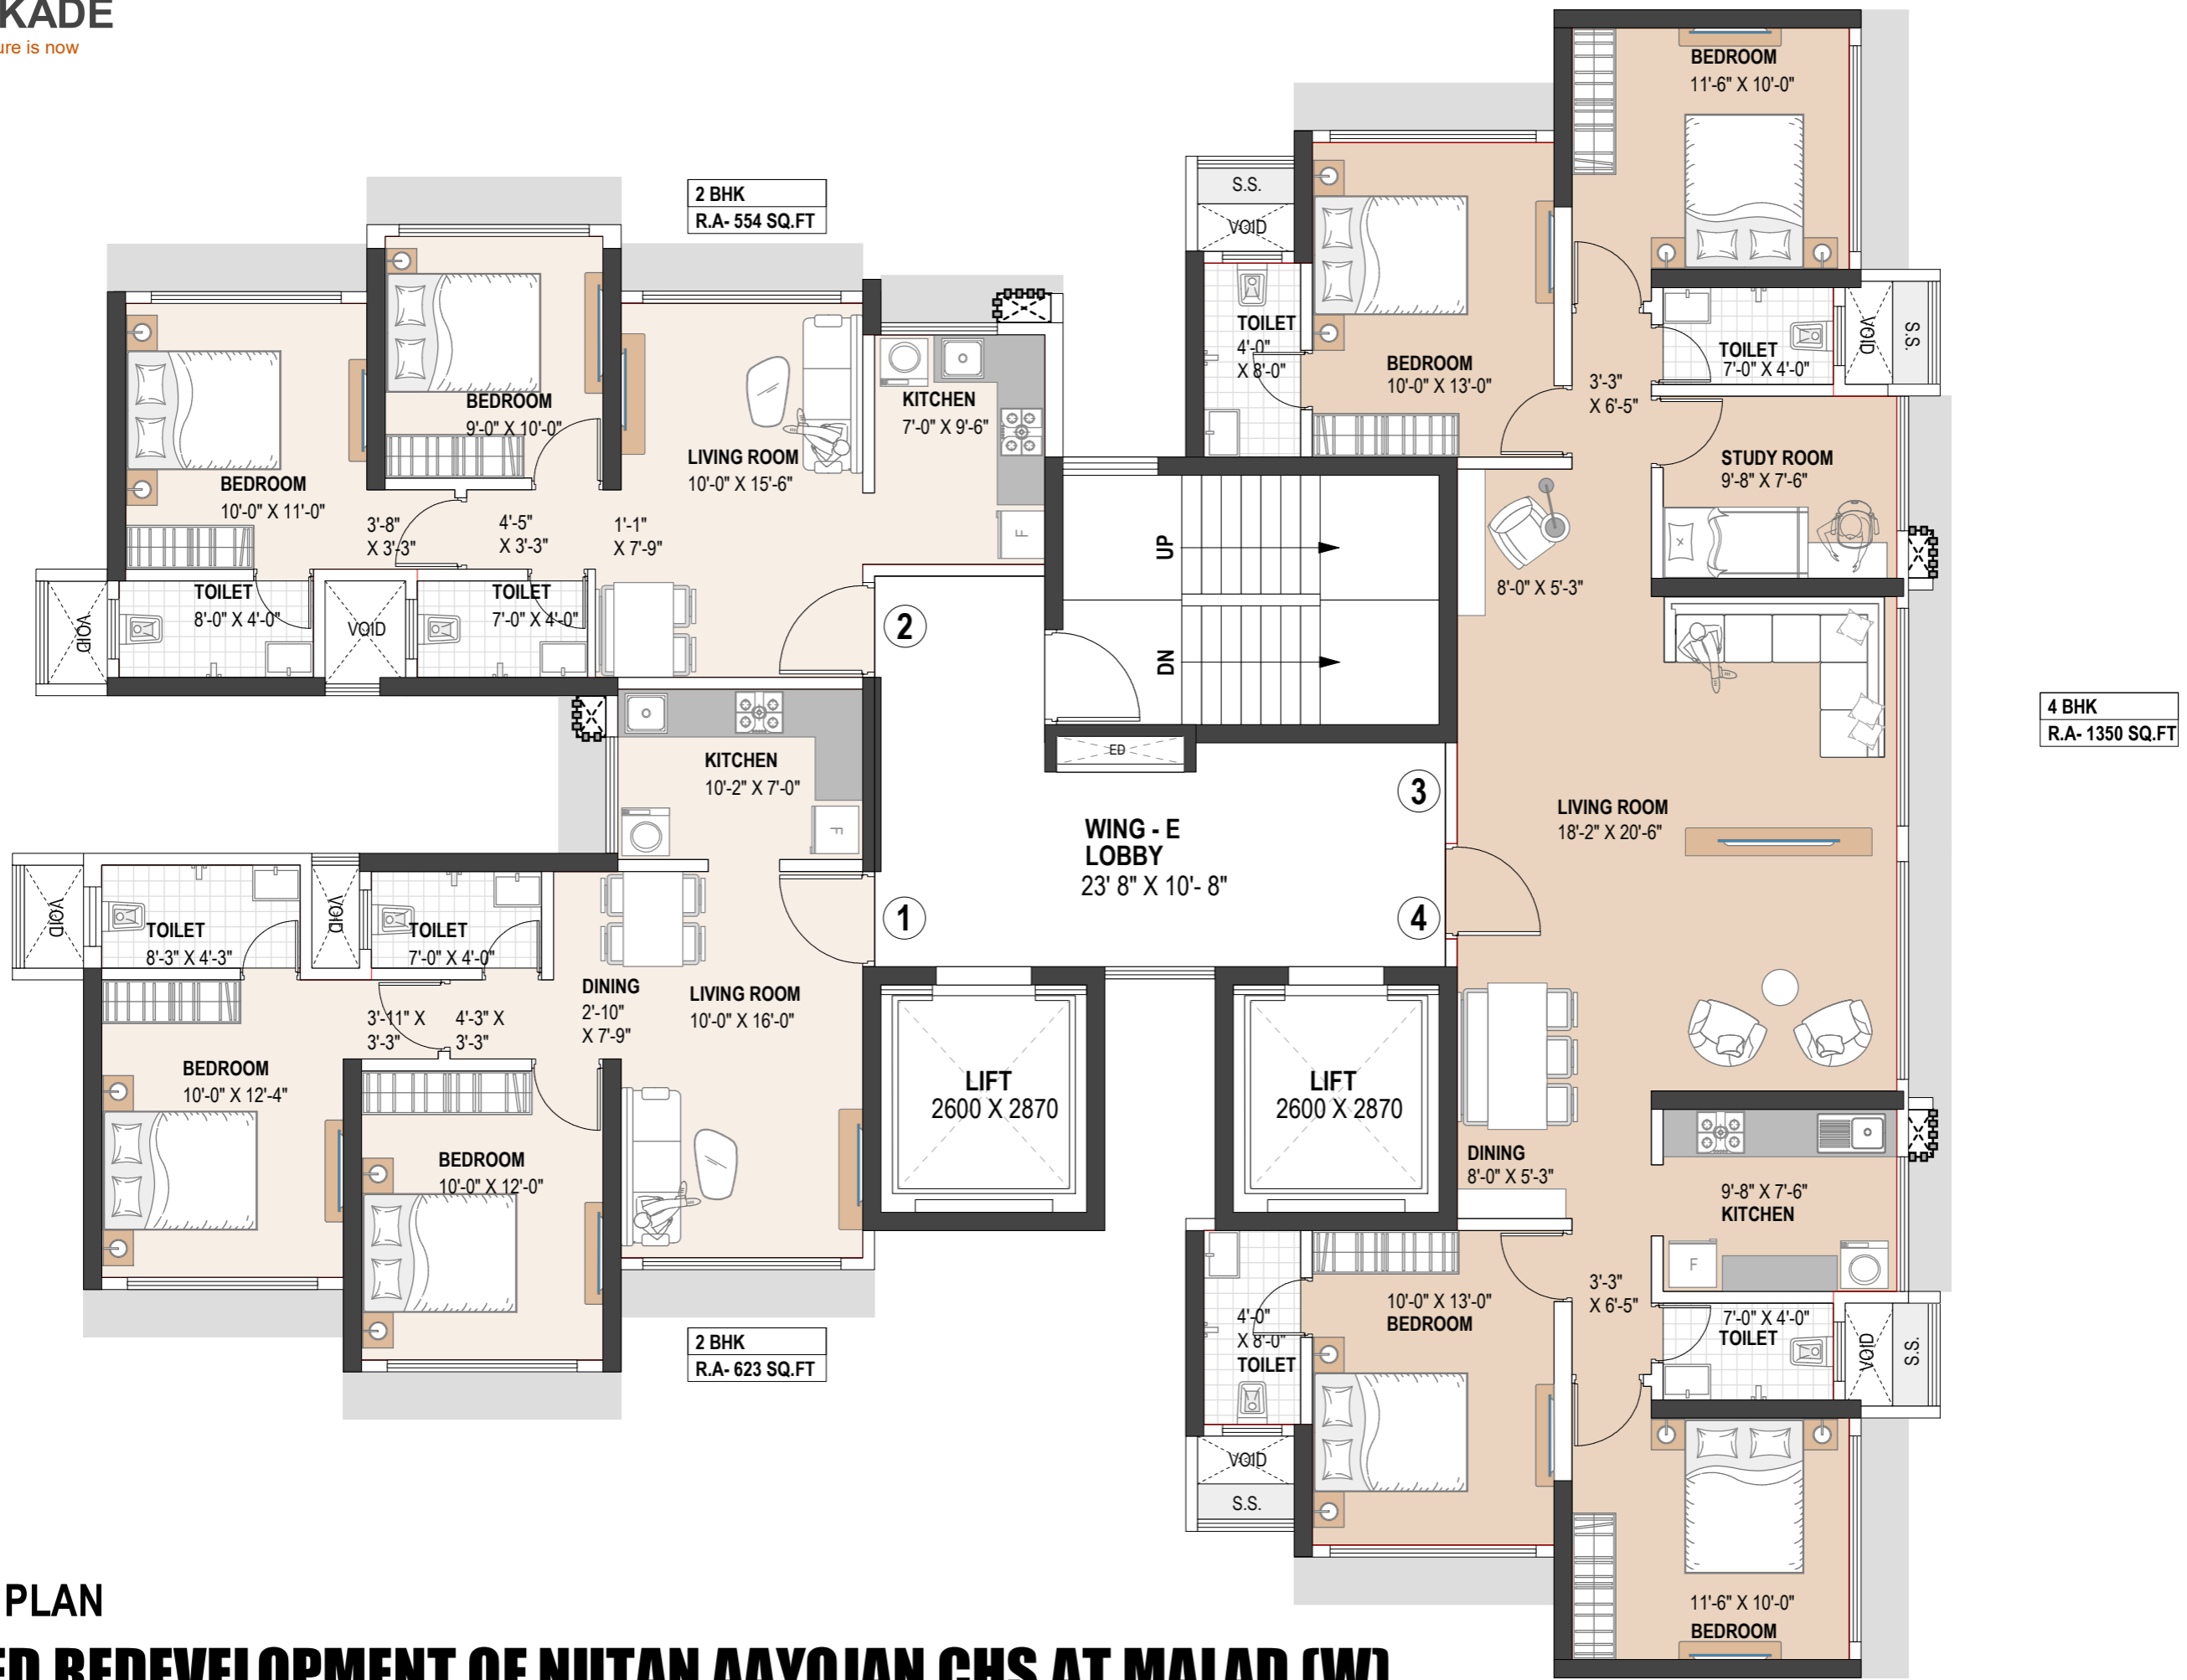 KADE
ure is now
2 BHK
R.A- 554 SQ.FT
BEDROOM
10'-0" X 11'-0"
BEDROOM
9'-0" X 10'-0"
LIVING ROOM
10'-0" X 15'-6"
KITCHEN
7'-0" X 9'-6"
F
3'-8"
X 3'-3"
4'-5"
X 3'-3"
1'-1"
X 7'-9"
VOID
TOILET
8'-0" X 4'-0"
VOID
TOILET
7'-0" X 4'-0"
2
UP
DN
ED
KITCHEN
10'-2" X 7'-0"
F
WING - E
LOBBY
23' 8" X 10'- 8"
1
3
4
VOID
TOILET
8'-3" X 4'-3"
VOID
TOILET
7'-0" X 4'-0"
3'-11" X
3'-3"
4'-3" X
3'-3"
DINING
2'-10"
X 7'-9"
LIVING ROOM
10'-0" X 16'-0"
BEDROOM
10'-0" X 12'-4"
BEDROOM
10'-0" X 12'-0"
2 BHK
R.A- 623 SQ.FT
LIFT
2600 X 2870
LIFT
2600 X 2870
S.S.
VOID
TOILET
4'-0"
X 8'-0"
BEDROOM
10'-0" X 13'-0"
BEDROOM
11'-6" X 10'-0"
TOILET
7'-0" X 4'-0"
VOID
S.S.
3'-3"
X 6'-5"
STUDY ROOM
9'-8" X 7'-6"
8'-0" X 5'-3"
4 BHK
R.A- 1350 SQ.FT
LIVING ROOM
18'-2" X 20'-6"
DINING
8'-0" X 5'-3"
9'-8" X 7'-6"
KITCHEN
F
3'-3"
X 6'-5"
7'-0" X 4'-0"
TOILET
VOID
S.S.
10'-0" X 13'-0"
BEDROOM
4'-0"
X 8'-0"
TOILET
VOID
S.S.
11'-6" X 10'-0"
BEDROOM
PLAN
ED REDEVELOPMENT OF NUTAN AAYOJAN CHS AT MALAD (W)